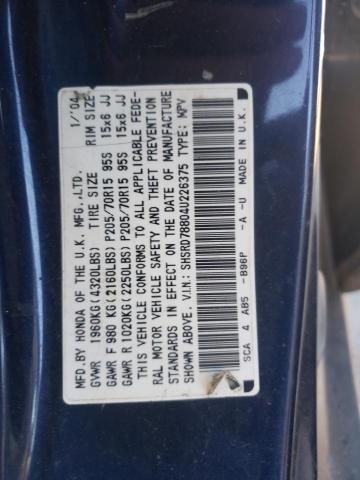 MFD. BY HONDA OF THE U.K. MFG.,LTD. 1/'04
GVWR 1960KG(4320LBS) TIRE SIZE RIM SIZE
GAWR F 980 KG(2160LBS) P205/70R15 95S 15x6 JJ
GAWR R 1020KG(2250LBS) P205/70R15 95S 15x6 JJ
THIS VEHICLE CONFORMS TO ALL APPLICABLE FEDE-
RAL MOTOR VEHICLE SAFETY AND THEFT PREVENTION
STANDARDS IN EFFECT ON THE DATE OF MANUFACTURE
SHOWN ABOVE. V.I.N: SHSRD78804U226375 TYPE: MPV
SCA 4 AB5 -B96P -A -U MADE IN U.K.